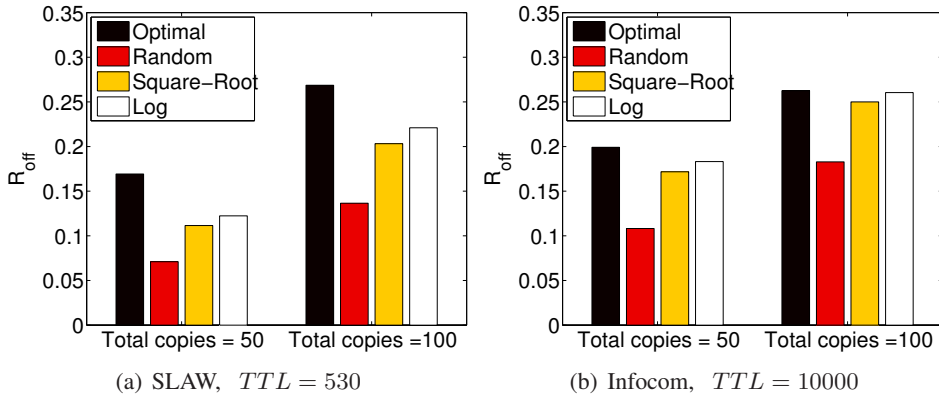 0.35
0.3
0.25
0.2
0.15
0.1
0.05
0
R_off
Optimal
Random
Square-Root
Log
Total copies = 50
Total copies =100
(a) SLAW, TTL = 530
0.35
0.3
0.25
0.2
0.15
0.1
0.05
0
R_off
Optimal
Random
Square-Root
Log
Total copies = 50
Total copies =100
(b) Infocom, TTL = 10000